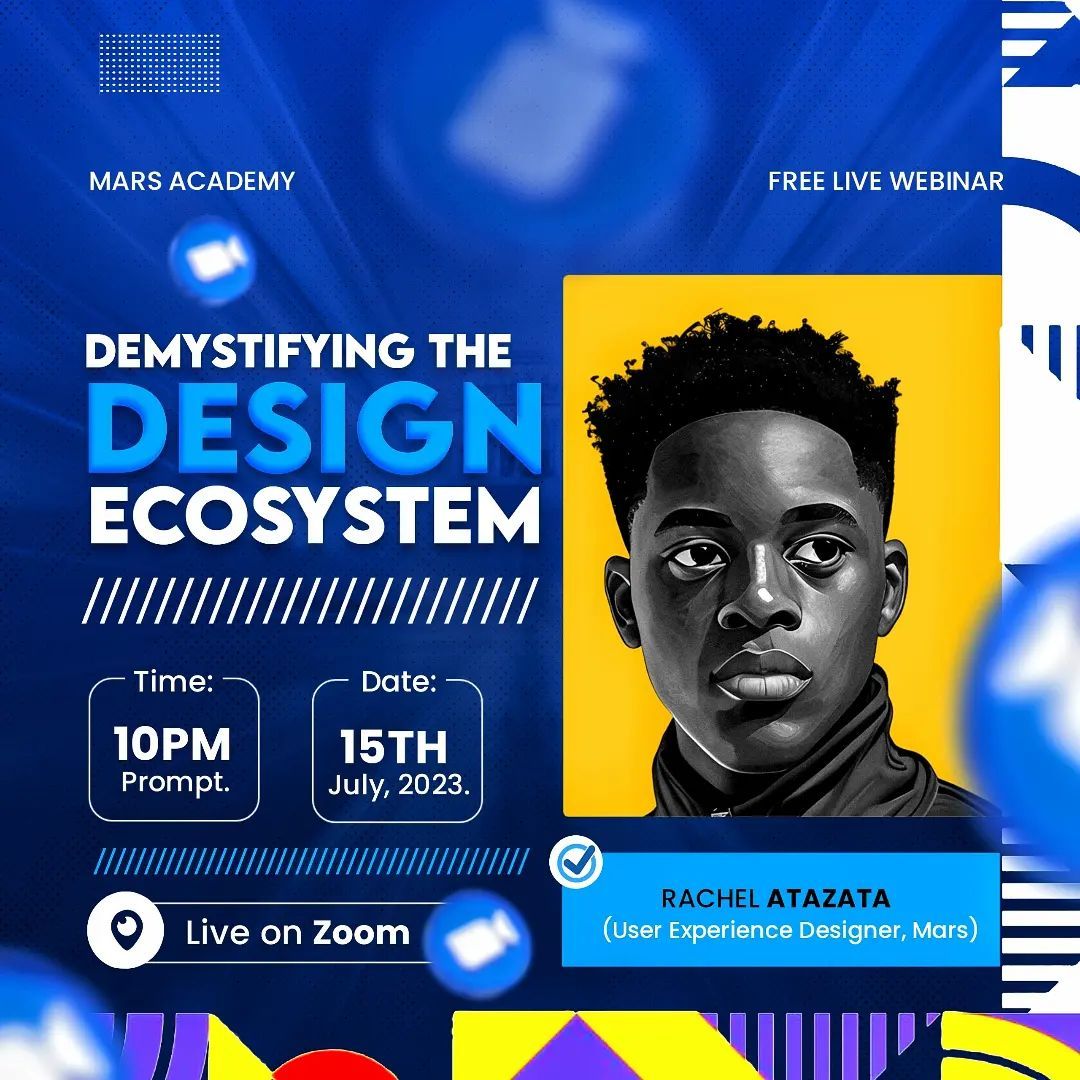 MARS ACADEMY
FREE LIVE WEBINAR
DEMYSTIFYING THE
DESIGN
ECOSYSTEM
Time:
10PM
Prompt.
Date:
15TH
July, 2023.
Live on Zoom
RACHEL ATAZATA
(User Experience Designer, Mars)